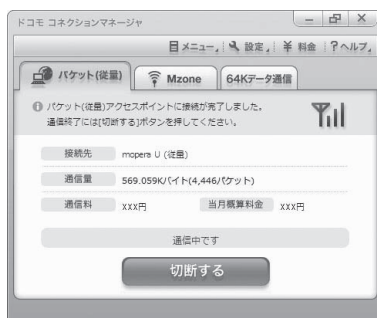 ドコモ コネクションマネージャ
メニュー 設定 ¥ 料金 ?ヘルプ
パケット(従量) Mzone 64Kデータ通信
パケット(従量)アクセスポイントに接続が完了しました。
通信終了には[切断する]ボタンを押してください。
接続先 mopera U (従量)
通信量 569.059Kバイト(4,446パケット)
通信料 xxx円 当月概算料金 xxx円
通信中です
切断する